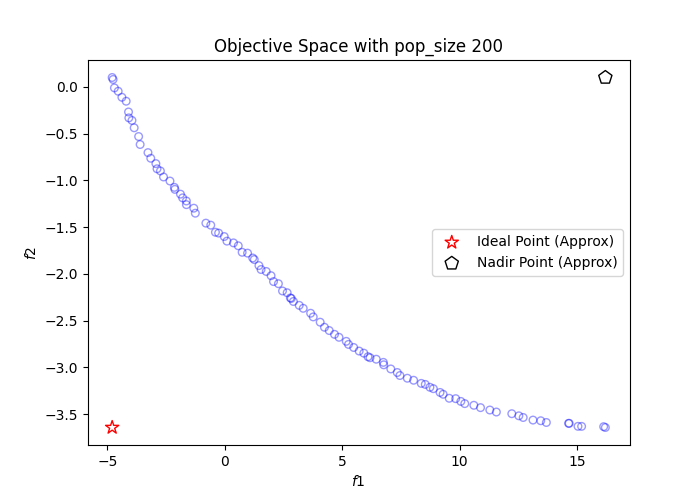 Objective Space with pop_size 200
0.0
−0.5
−1.0
−1.5
−2.0
−2.5
−3.0
−3.5
f2
Ideal Point (Approx)
Nadir Point (Approx)
−5
0
5
10
15
f1